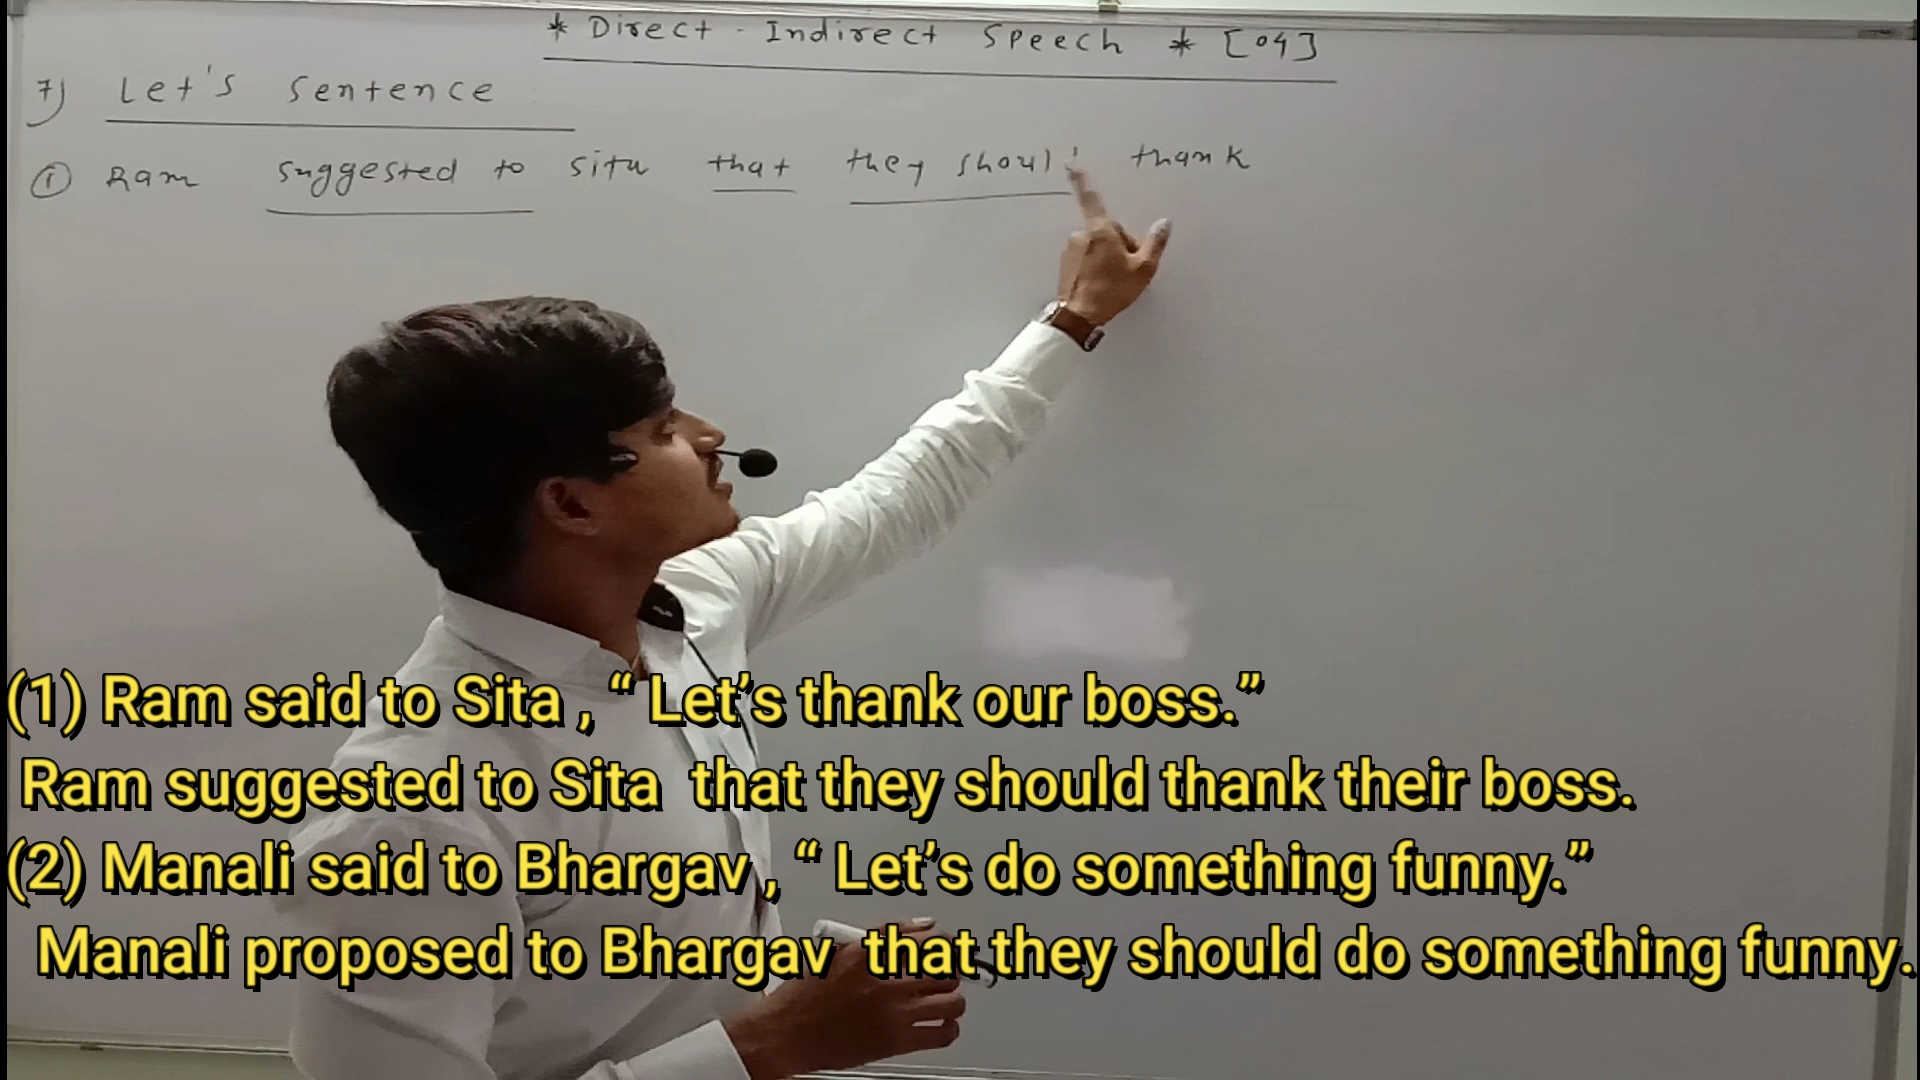 * Direct - Indirect Speech * [04]
7) Let's Sentence
① Ram suggested to sita that they should thank
(1) Ram said to Sita , “ Let’s thank our boss.”
Ram suggested to Sita that they should thank their boss.
(2) Manali said to Bhargav , “ Let’s do something funny.”
Manali proposed to Bhargav that they should do something funny.